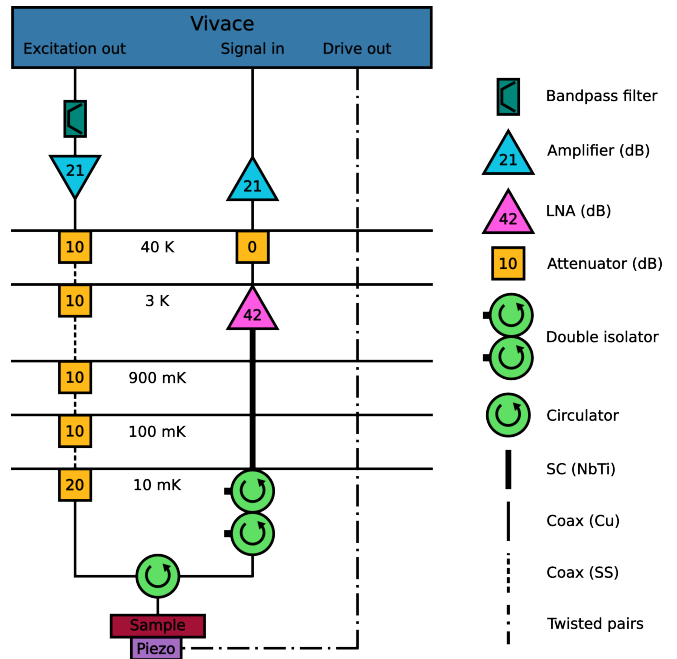 Vivace
Excitation out Signal in Drive out
Bandpass filter
21 Amplifier (dB)
21 21
42 LNA (dB)
10 40 K 0
10 Attenuator (dB)
10 3 K 42
Double isolator
10 900 mK
Circulator
10 100 mK
SC (NbTi)
20 10 mK
Coax (Cu)
Coax (SS)
Sample
Twisted pairs
Piezo